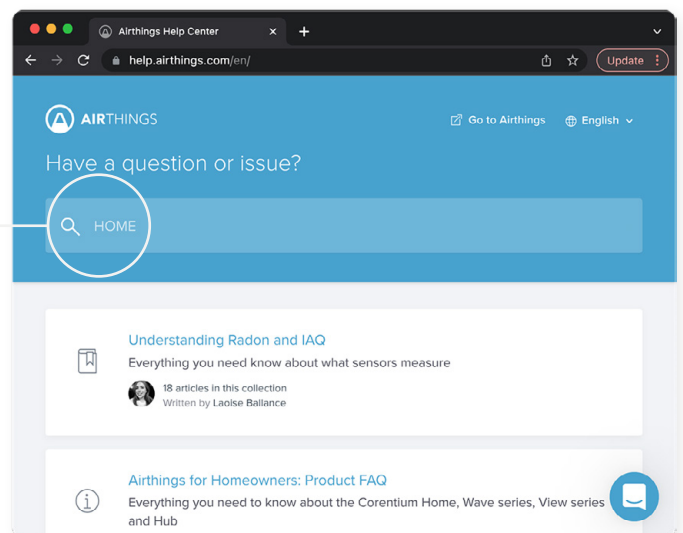 Airthings Help Center
help.airthings.com/en/
Update
AIRTHINGS
Go to Airthings
English
Have a question or issue?
HOME
Understanding Radon and IAQ
Everything you need know about what sensors measure
18 articles in this collection
Written by Laoise Ballance
Airthings for Homeowners: Product FAQ
Everything you need to know about the Corentium Home, Wave series, View series
and Hub